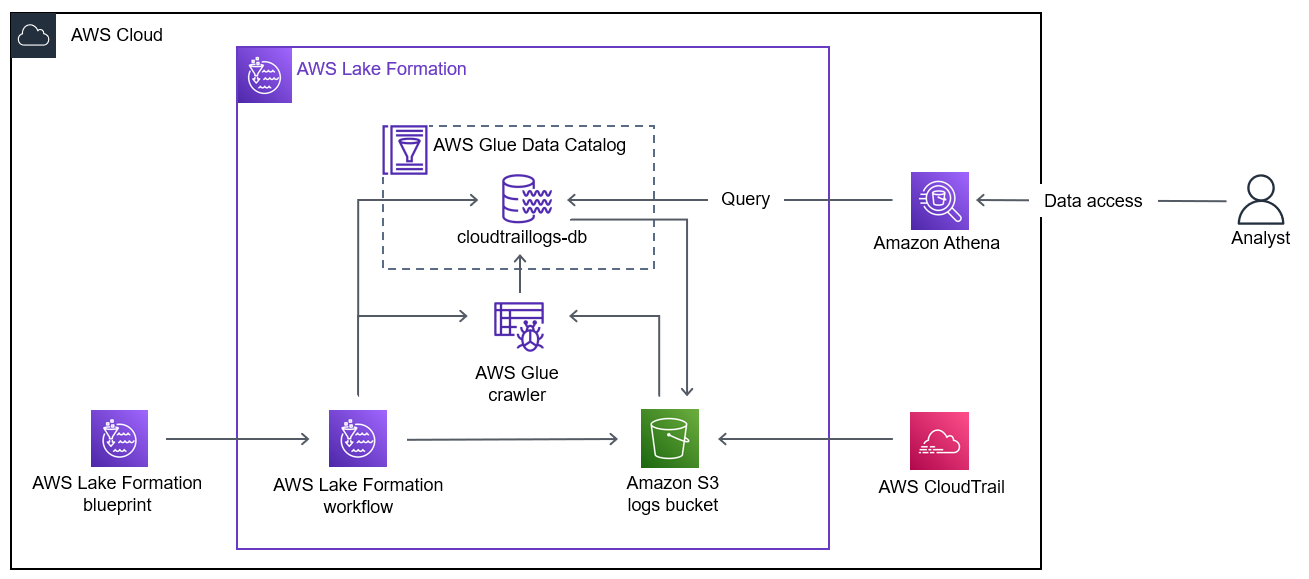 AWS Cloud
AWS Lake Formation
AWS Glue Data Catalog
cloudtraillogs-db
Query
Data access
Amazon Athena
Analyst
AWS Glue
crawler
AWS Lake Formation
blueprint
AWS Lake Formation
workflow
Amazon S3
logs bucket
AWS CloudTrail